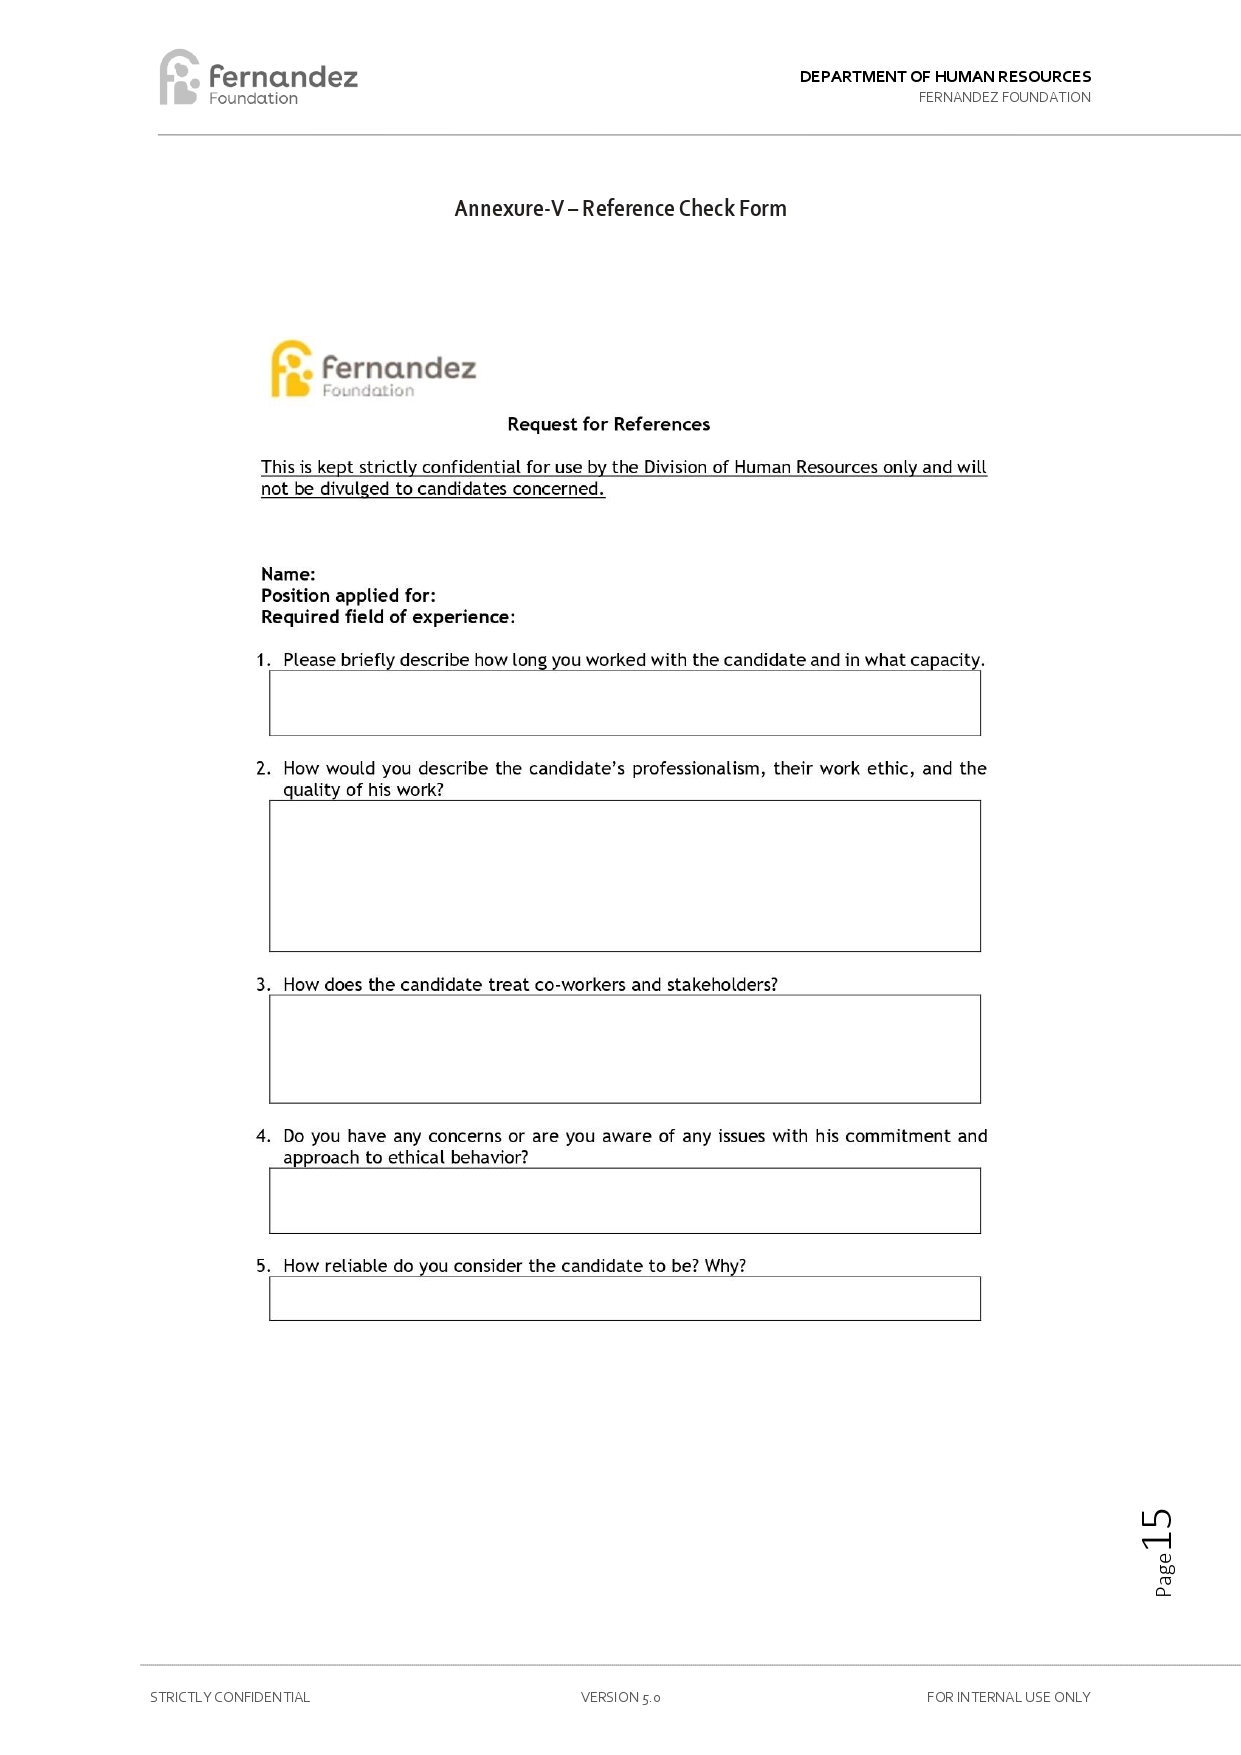 fernandez
Foundation
DEPARTMENT OF HUMAN RESOURCES
FERNANDEZ FOUNDATION
Annexure-V – Reference Check Form
fernandez
Foundation
Request for References
This is kept strictly confidential for use by the Division of Human Resources only and will
not be divulged to candidates concerned.
Name:
Position applied for:
Required field of experience:
1. Please briefly describe how long you worked with the candidate and in what capacity.
2. How would you describe the candidate’s professionalism, their work ethic, and the
quality of his work?
3. How does the candidate treat co-workers and stakeholders?
4. Do you have any concerns or are you aware of any issues with his commitment and
approach to ethical behavior?
5. How reliable do you consider the candidate to be? Why?
Page 15
STRICTLY CONFIDENTIAL
VERSION 5.0
FOR INTERNAL USE ONLY